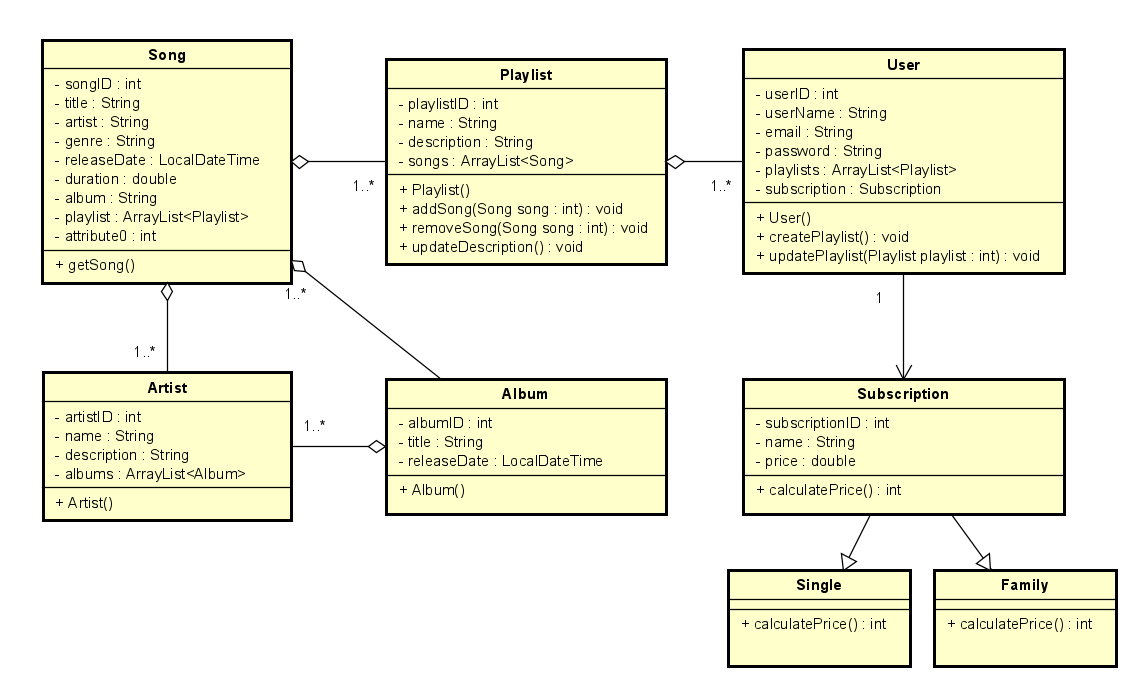 Song
- songID : int
- title : String
- artist : String
- genre : String
- releaseDate : LocalDateTime
- duration : double
- album : String
- playlist : ArrayList<Playlist>
- attribute0 : int
+ getSong()
1..*
Playlist
- playlistID : int
- name : String
- description : String
- songs : ArrayList<Song>
+ Playlist()
+ addSong(Song song : int) : void
+ removeSong(Song song : int) : void
+ updateDescription() : void
1..*
User
- userID : int
- userName : String
- email : String
- password : String
- playlists : ArrayList<Playlist>
- subscription : Subscription
+ User()
+ createPlaylist() : void
+ updatePlaylist(Playlist playlist : int) : void
1..*
1
1..*
Artist
- artistID : int
- name : String
- description : String
- albums : ArrayList<Album>
+ Artist()
1..*
Album
- albumID : int
- title : String
- releaseDate : LocalDateTime
+ Album()
Subscription
- subscriptionID : int
- name : String
- price : double
+ calculatePrice() : int
Single
+ calculatePrice() : int
Family
+ calculatePrice() : int